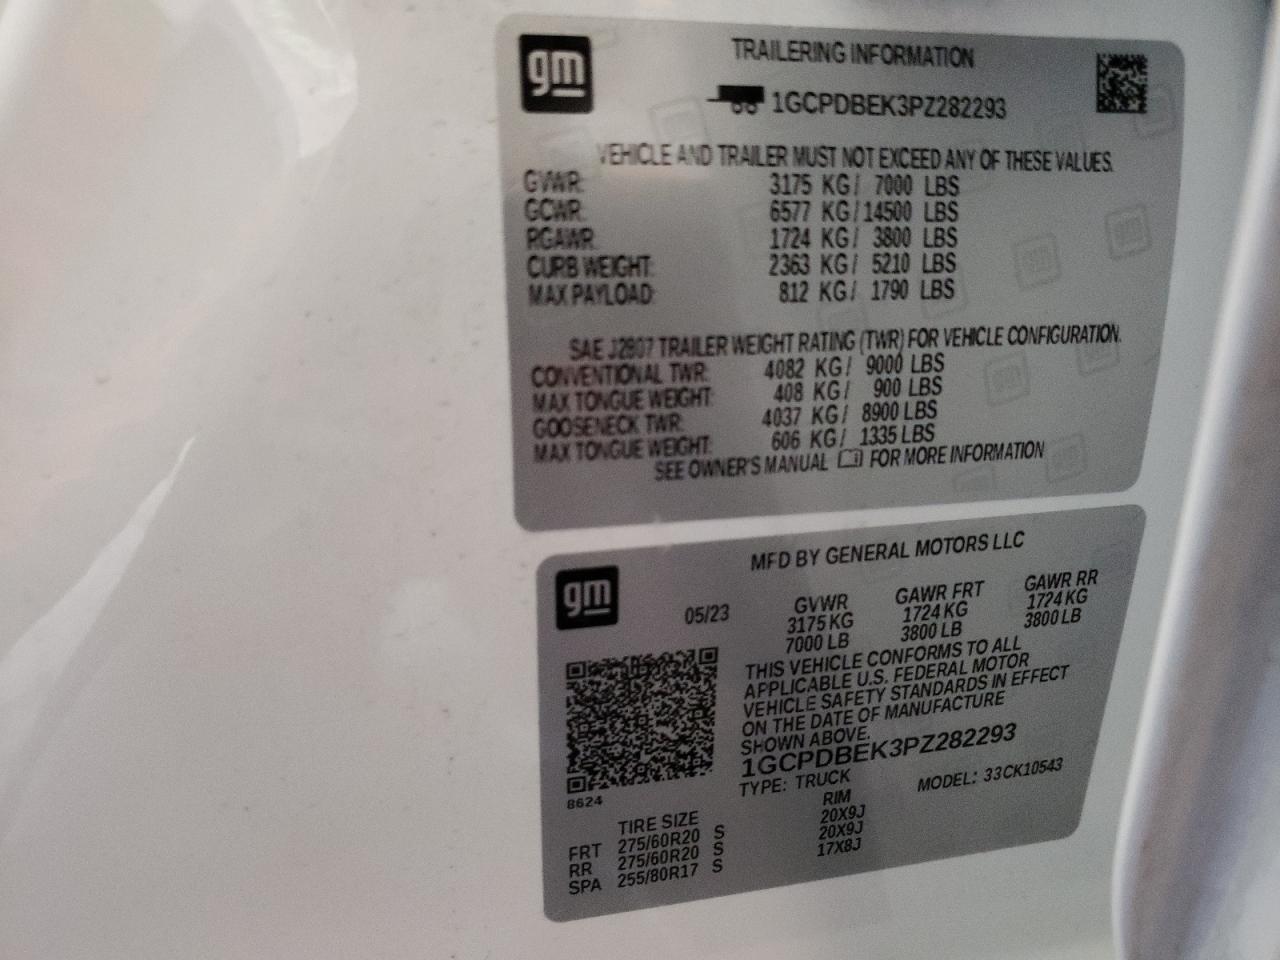 gm
TRAILERING INFORMATION
1GCPDBEK3PZ282293
VEHICLE AND TRAILER MUST NOT EXCEED ANY OF THESE VALUES.
GVWR: 3175 KG/ 7000 LBS
GCWR: 6577 KG/ 14500 LBS
RGAWR: 1724 KG/ 3800 LBS
CURB WEIGHT: 2363 KG/ 5210 LBS
MAX PAYLOAD: 812 KG/ 1790 LBS
SAE J2807 TRAILER WEIGHT RATING (TWR) FOR VEHICLE CONFIGURATION.
CONVENTIONAL TWR: 4082 KG/ 9000 LBS
MAX TONGUE WEIGHT: 408 KG/ 900 LBS
GOOSENECK TWR: 4037 KG/ 8900 LBS
MAX TONGUE WEIGHT: 606 KG/ 1335 LBS
SEE OWNER'S MANUAL FOR MORE INFORMATION
gm
MFD BY GENERAL MOTORS LLC
05/23 GVWR GAWR FRT GAWR RR
3175 KG 1724 KG 1724 KG
7000 LB 3800 LB 3800 LB
THIS VEHICLE CONFORMS TO ALL
APPLICABLE U.S. FEDERAL MOTOR
VEHICLE SAFETY STANDARDS IN EFFECT
ON THE DATE OF MANUFACTURE
SHOWN ABOVE.
1GCPDBEK3PZ282293
TYPE: TRUCK MODEL: 33CK10543
8624
TIRE SIZE RIM
FRT 275/60R20 S 20X9J
RR 275/60R20 S 20X9J
SPA 255/80R17 S 17X8J